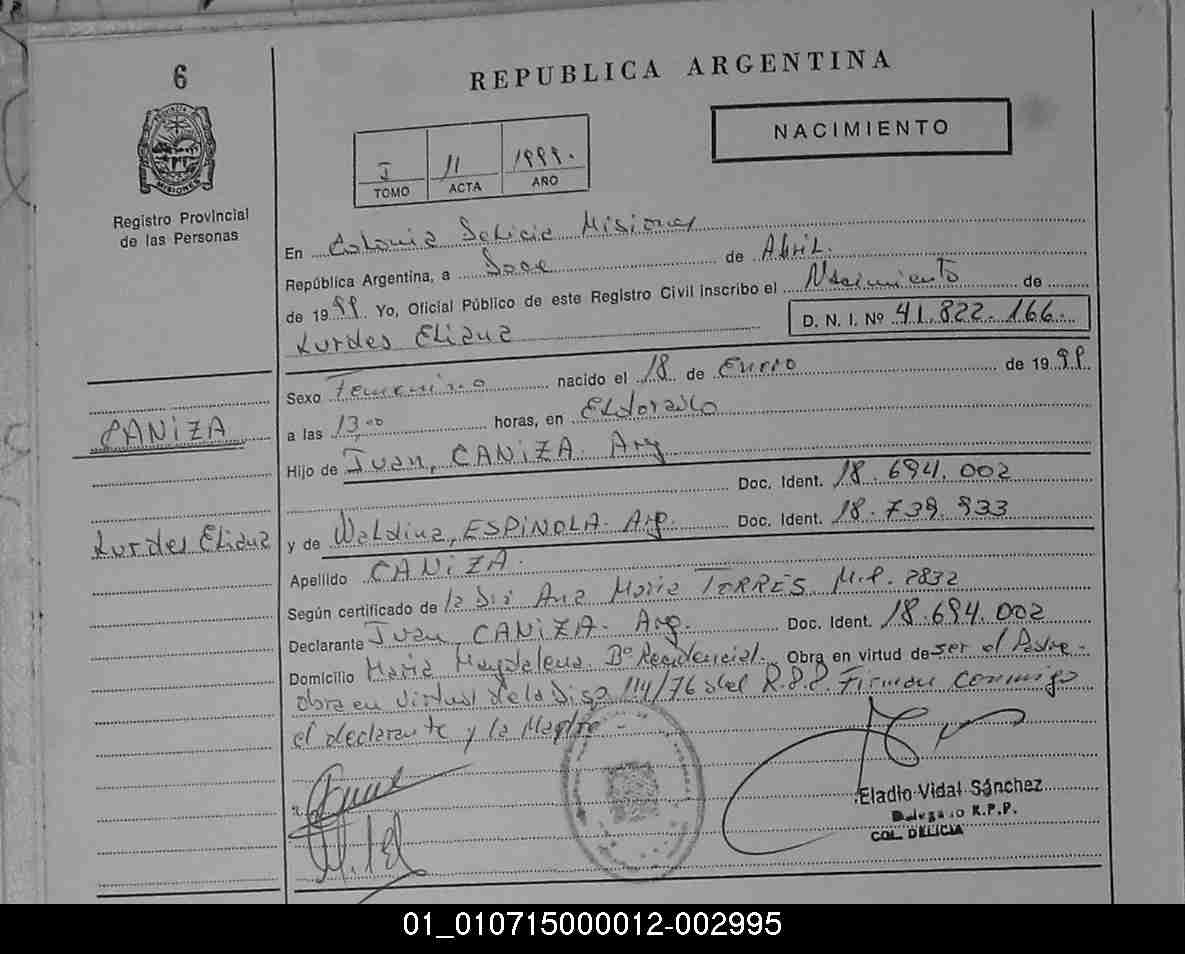 6
REPUBLICA ARGENTINA
NACIMIENTO
PROVINCIA
MISIONES
Registro Provincial
de las Personas
I 11 1999.
TOMO ACTA AÑO
En Colonia Delicia Misiones
República Argentina, a Doce de Abril.
de 1999. Yo, Oficial Público de este Registro Civil inscribo el Nacimiento de
Lurdes Eliana D. N. I. Nº 41.822.166.
Sexo Femenino nacido el 18 de Enero de 1999.
a las 13,00 horas, en Eldorado
CANIZA
Hijo de Juan, CANIZA. Arg
Doc. Ident. 18.694.002
Lurdes Eliana
y de Waldina, ESPINOLA. Arg. Doc. Ident. 18.739.933
Apellido CANIZA.
Según certificado de la Dra Ana Maria TORRES. M.P. 2832
Declarante Juan, CANIZA. Arg. Doc. Ident. 18.694.002
Domicilio Maria Magdalena Bº Residencial. Obra en virtud de ser el Padre-
obra en virtud de la Disp 114/76 del R.P.P. Firman conmigo
el declarante y la Madre -
Eladio Vidal Sánchez
Delegado R.P.P.
COL. DELICIA
01_010715000012-002995